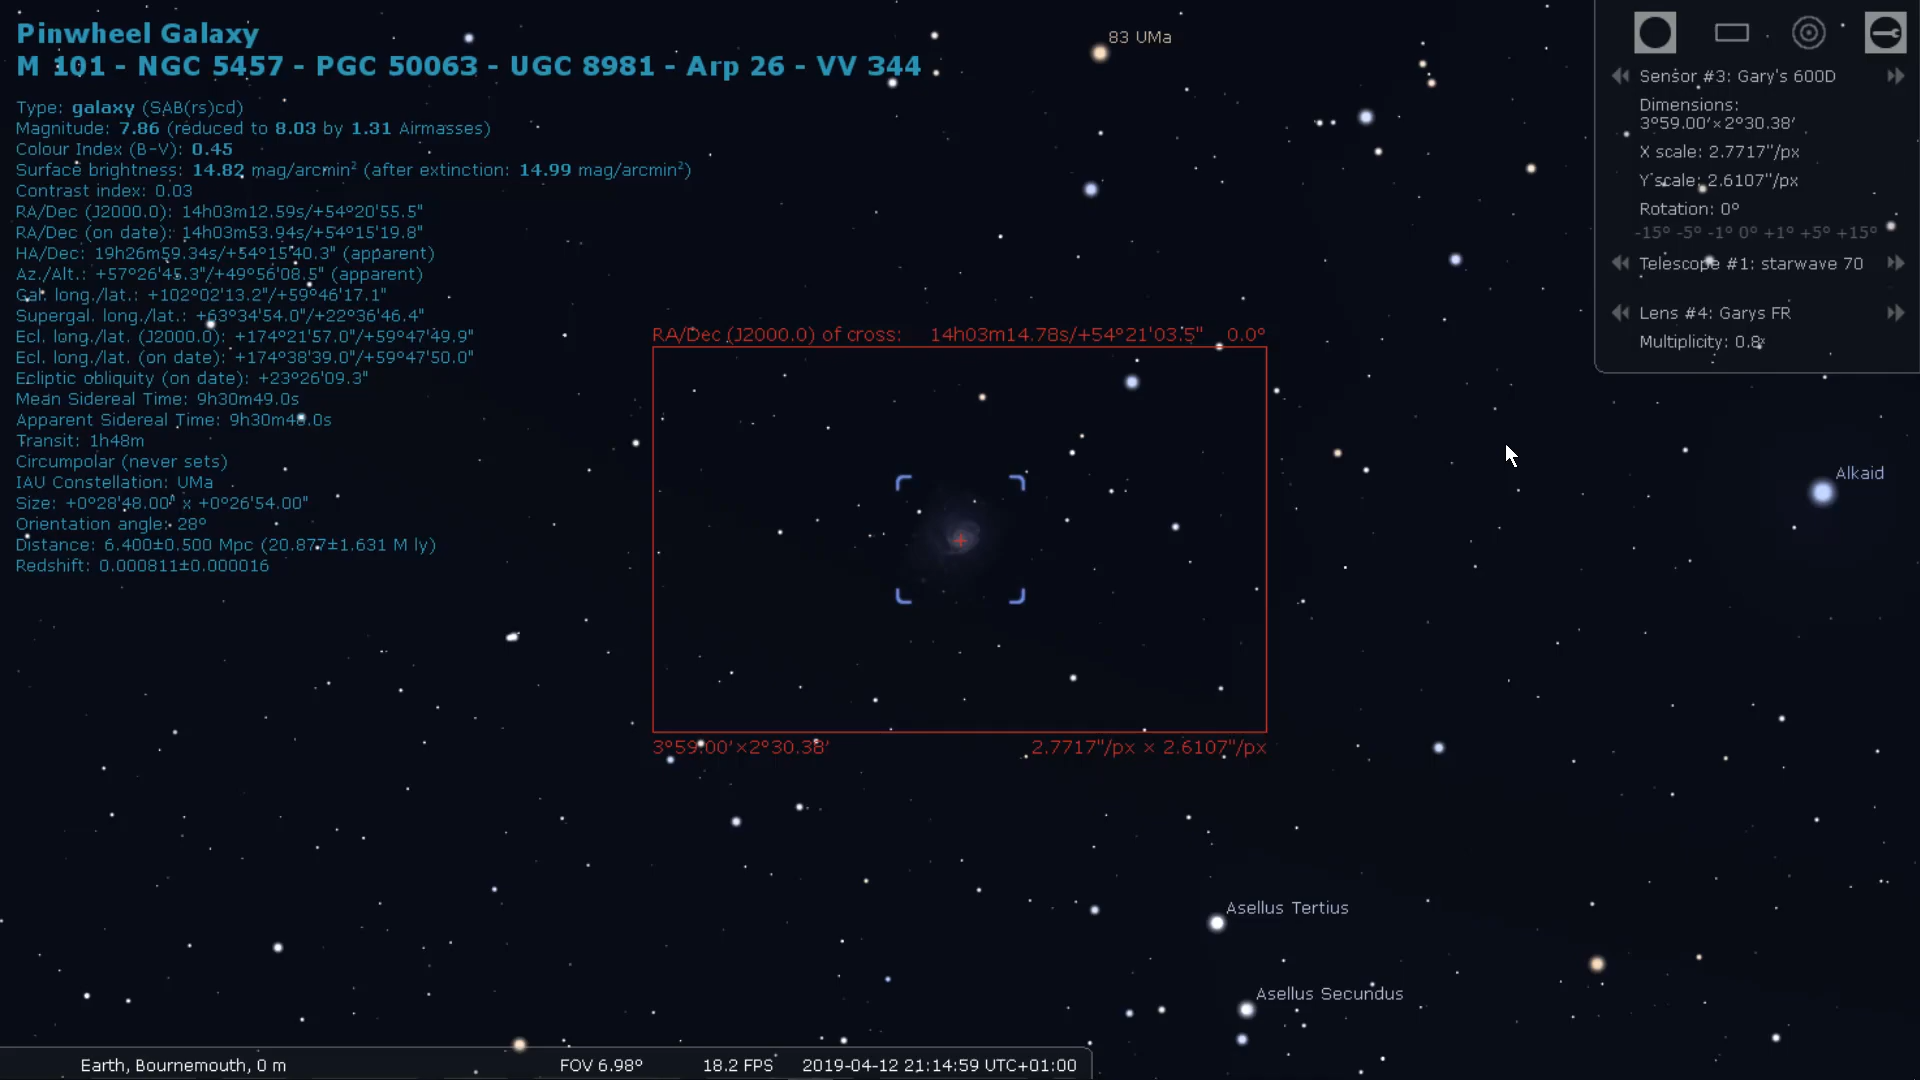 Pinwheel Galaxy
M 101 - NGC 5457 - PGC 50063 - UGC 8981 - Arp 26 - VV 344
Type: galaxy (SAB(rs)cd)
Magnitude: 7.86 (reduced to 8.03 by 1.31 Airmasses)
Colour Index (B-V): 0.45
Surface brightness: 14.82 mag/arcmin² (after extinction: 14.99 mag/arcmin²)
Contrast index: 0.03
RA/Dec (J2000.0): 14h03m12.59s/+54°20'55.5"
RA/Dec (on date): 14h03m53.94s/+54°15'19.8"
HA/Dec: 19h26m59.34s/+54°15'40.3" (apparent)
Az./Alt.: +57°26'45.3"/+49°56'08.5" (apparent)
Gal. long./lat.: +102°02'13.2"/+59°46'17.1"
Supergal. long./lat.: +63°34'54.0"/+22°36'46.4"
Ecl. long./lat. (J2000.0): +174°21'57.0"/+59°47'49.9"
Ecl. long./lat. (on date): +174°38'39.0"/+59°47'50.0"
Ecliptic obliquity (on date): +23°26'09.3"
Mean Sidereal Time: 9h30m49.0s
Apparent Sidereal Time: 9h30m48.0s
Transit: 1h48m
Circumpolar (never sets)
IAU Constellation: UMa
Size: +0°28'48.00" x +0°26'54.00"
Orientation angle: 28°
Distance: 6.400±0.500 Mpc (20.877±1.631 M ly)
Redshift: 0.000811±0.000016
83 UMa
Sensor #3: Gary's 600D
Dimensions:
3°59.00'×2°30.38'
X scale: 2.7717"/px
Y scale: 2.6107"/px
Rotation: 0°
-15° -5° -1° 0° +1° +5° +15°
Telescope #1: starwave 70
Lens #4: Garys FR
Multiplicity: 0.8x
RA/Dec (J2000.0) of cross: 14h03m14.78s/+54°21'03.5" 0.0°
Alkaid
3°59.00'×2°30.38' 2.7717"/px × 2.6107"/px
Asellus Tertius
Asellus Secundus
Earth, Bournemouth, 0 m FOV 6.98° 18.2 FPS 2019-04-12 21:14:59 UTC+01:00